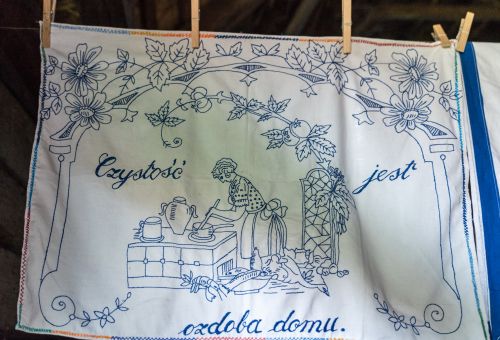 Czystość jest
ozdoba domu.